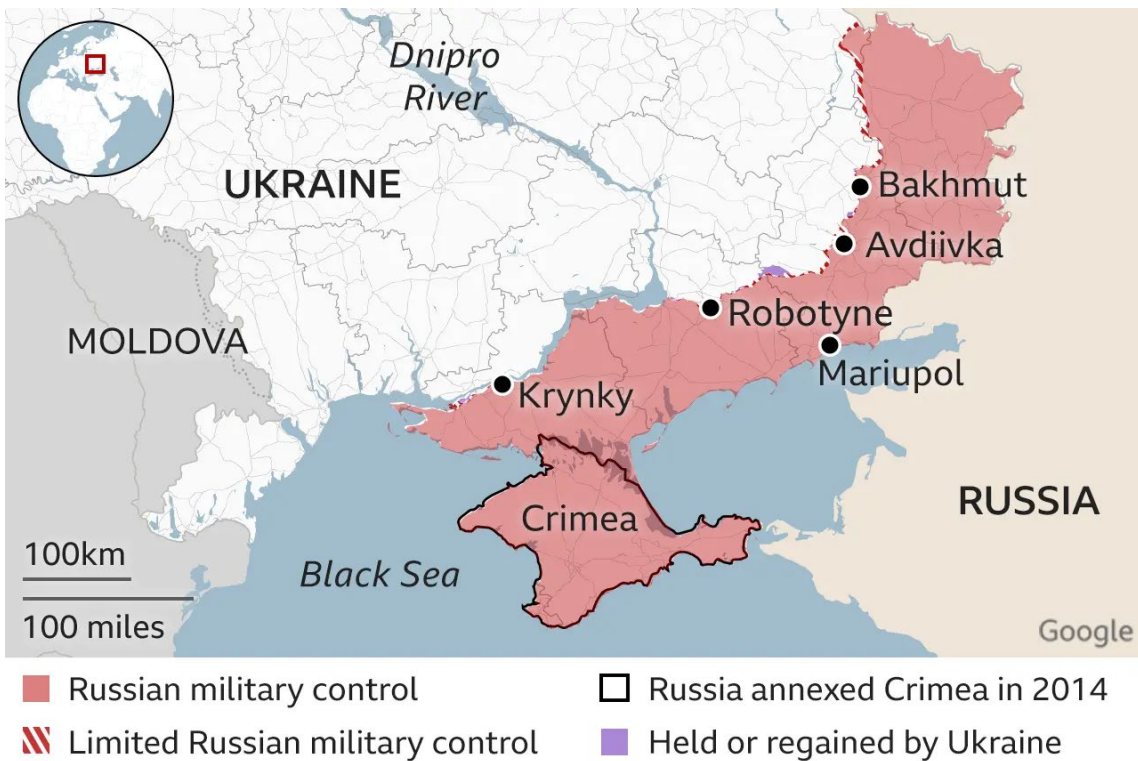 Dnipro
River
UKRAINE
Bakhmut
Avdiivka
Robotyne
MOLDOVA
Mariupol
Krynky
RUSSIA
Crimea
100km
Black Sea
100 miles
Google
Russian military control
Russia annexed Crimea in 2014
Limited Russian military control
Held or regained by Ukraine